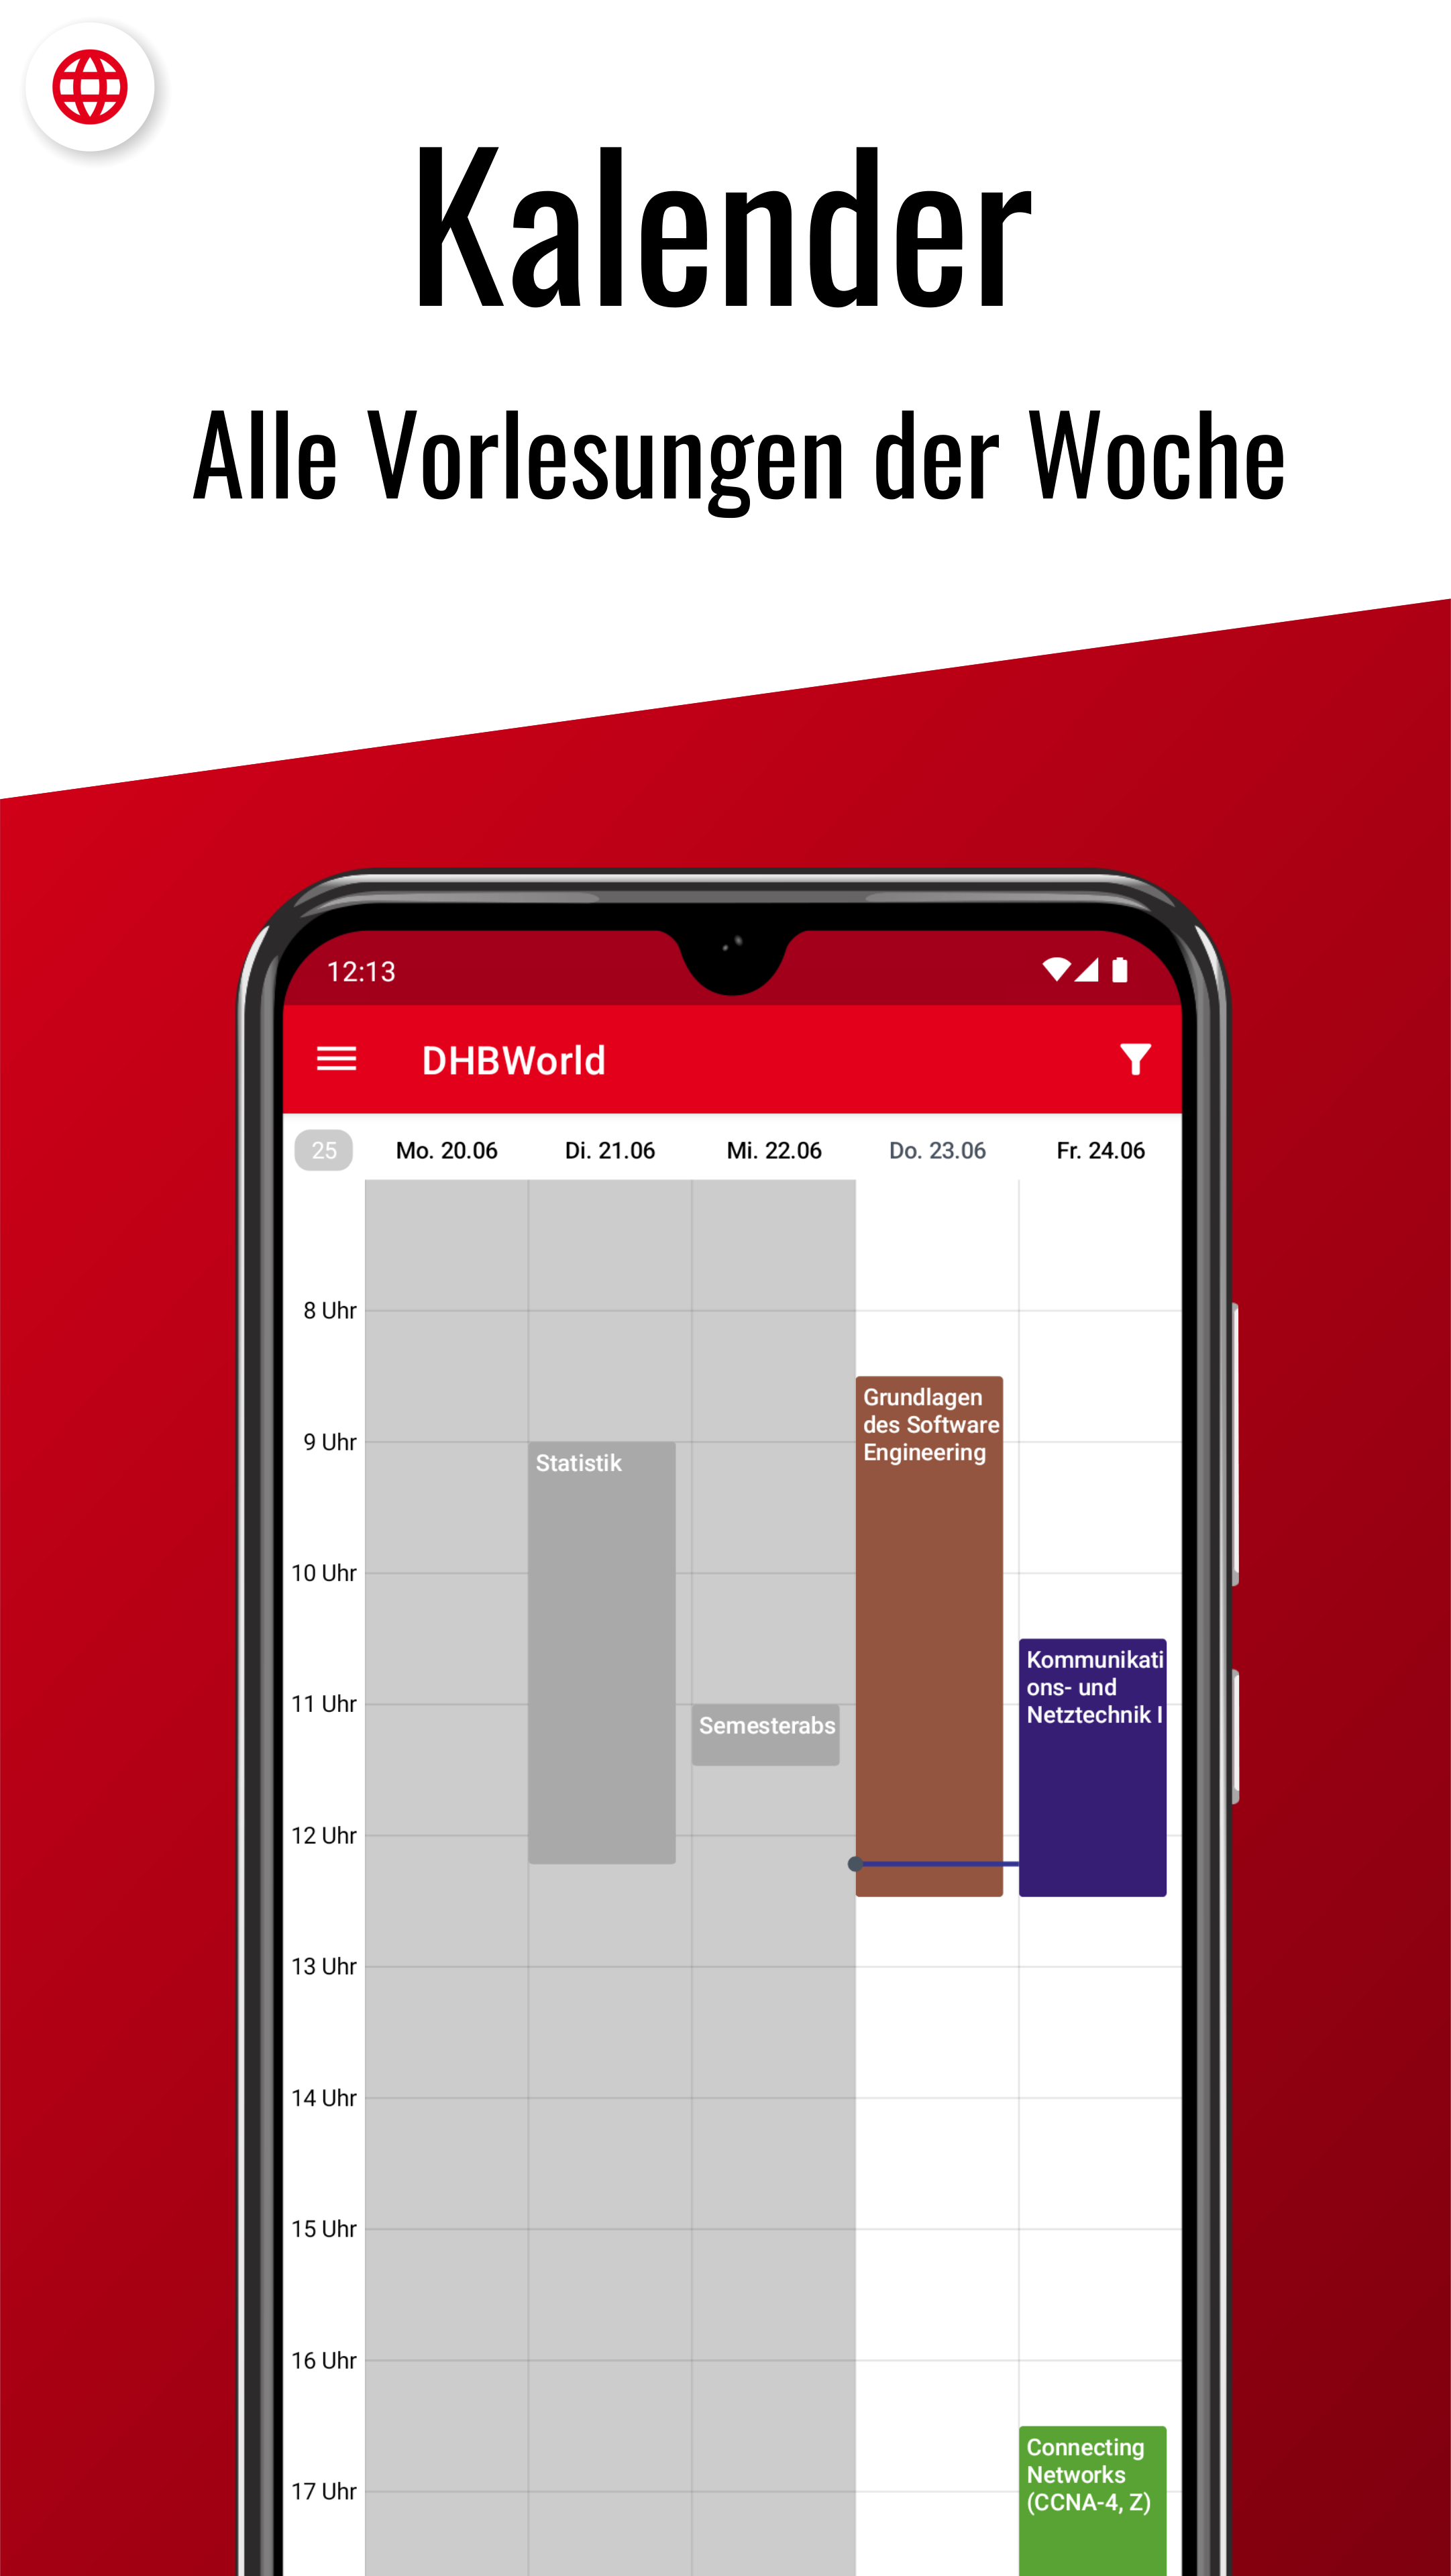 Kalender
Alle Vorlesungen der Woche
12:13
DHBWorld
25 Mo. 20.06 Di. 21.06 Mi. 22.06 Do. 23.06 Fr. 24.06
8 Uhr
Grundlagen
des Software
Engineering
9 Uhr
Statistik
10 Uhr
Kommunikati
ons- und
Netztechnik I
11 Uhr
Semesterabs
12 Uhr
13 Uhr
14 Uhr
15 Uhr
16 Uhr
Connecting
Networks
(CCNA-4, Z)
17 Uhr